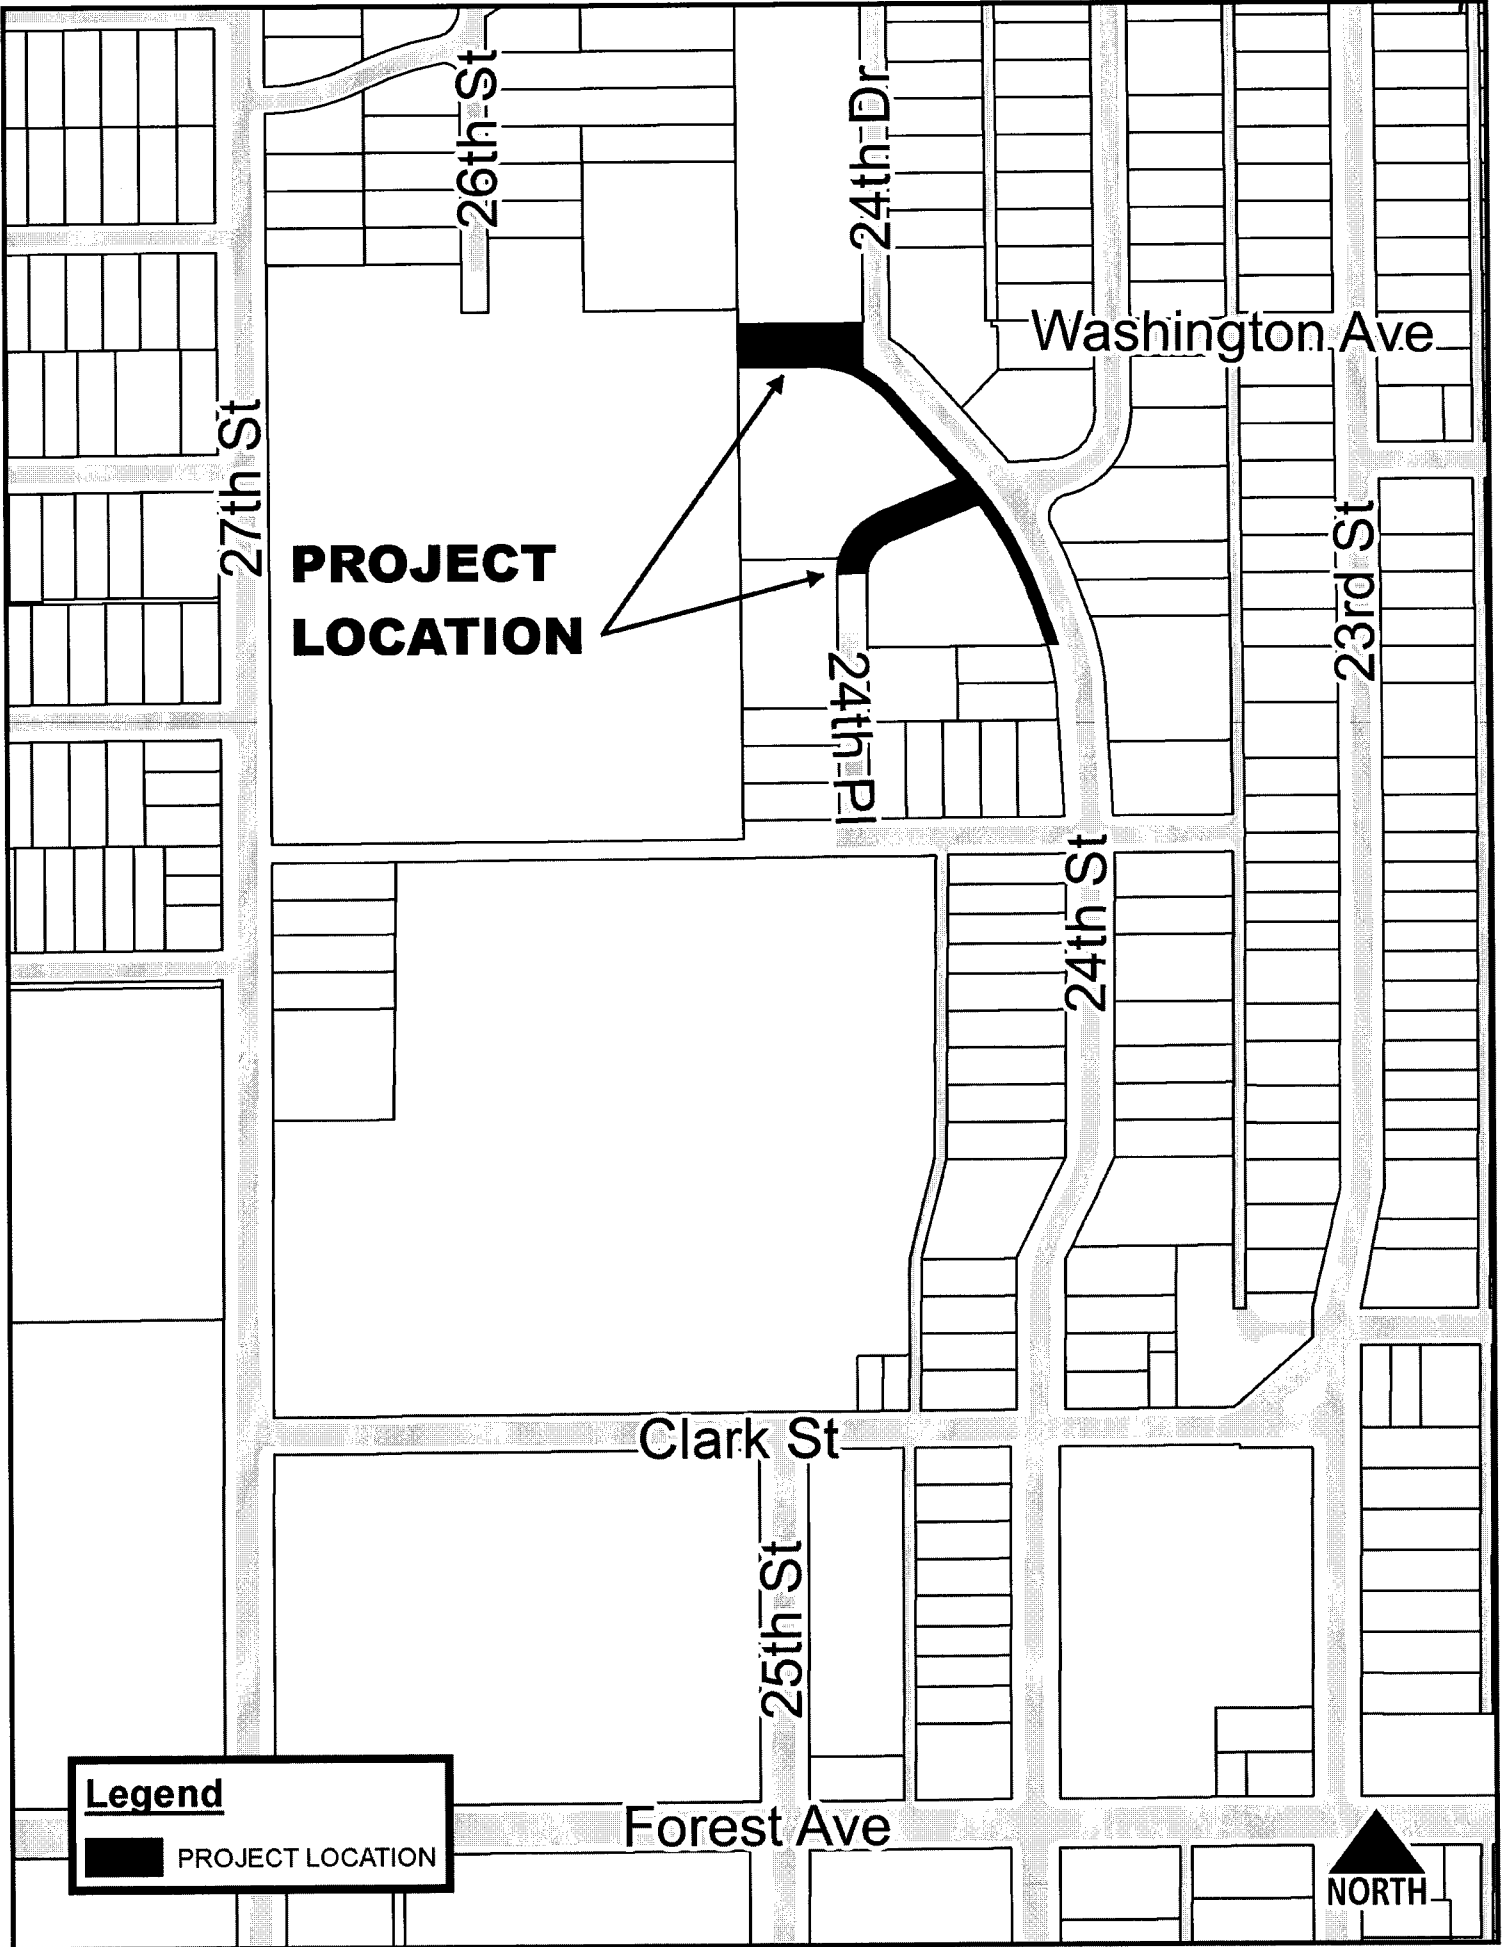 26th St
24th Dr
Washington Ave
27th St
PROJECT
LOCATION
23rd St
24th Pl
24th St
Clark St
25th St
Legend
PROJECT LOCATION
Forest Ave
NORTH